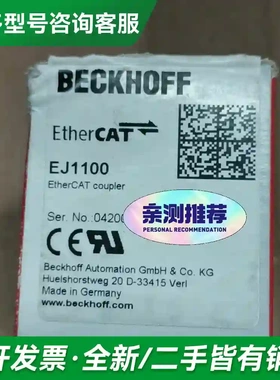 型号咨询客服
BECKHOFF
EtherCAT
EJ1100
EtherCAT coupler
Ser. No.:
亲测推荐
PERSONAL RECOMMENDATION
CE
Beckhoff Automation GmbH & Co. KG
Huelshorstweg 20 D-33415 Verl
Made in Germany
www.beckhoff.com
开发票·全新/二手皆有